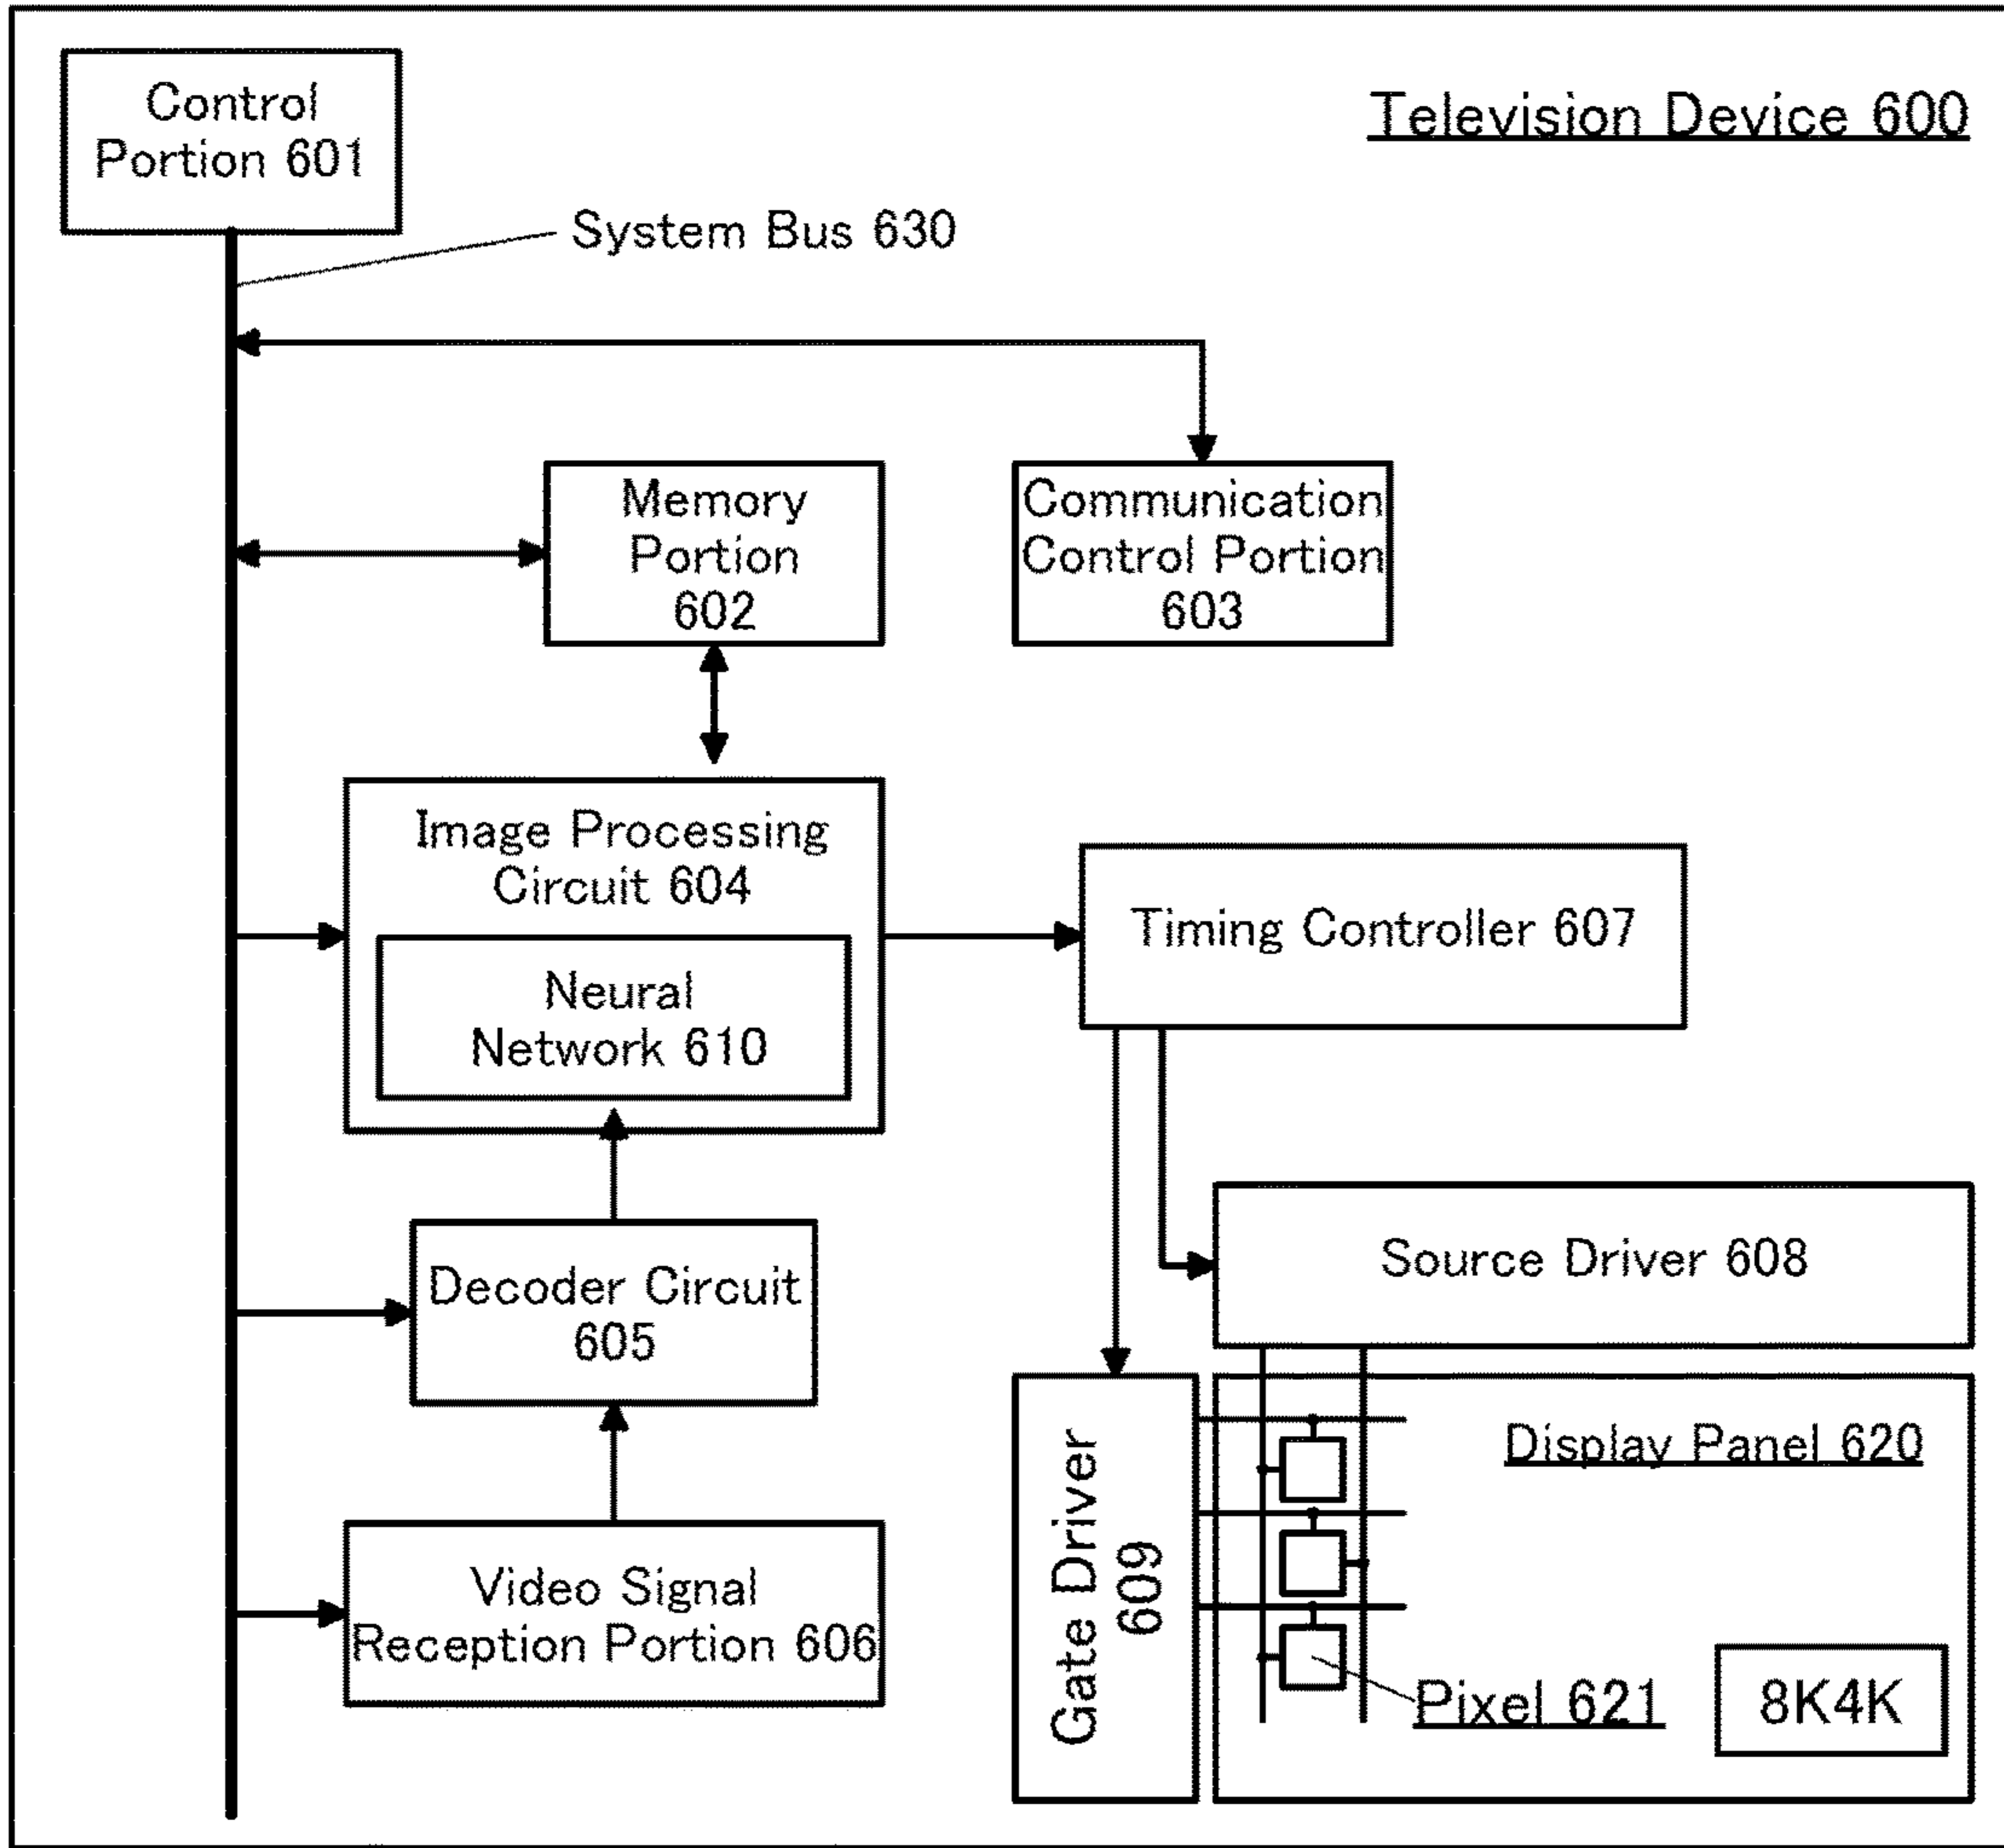 Control
Portion 601
Television Device 600
System Bus 630
Memory
Portion
602
Communication
Control Portion
603
Image Processing
Circuit 604
Neural
Network 610
Timing Controller 607
Decoder Circuit
605
Source Driver 608
Video Signal
Reception Portion 606
Gate Driver
609
Display Panel 620
Pixel 621
8K4K